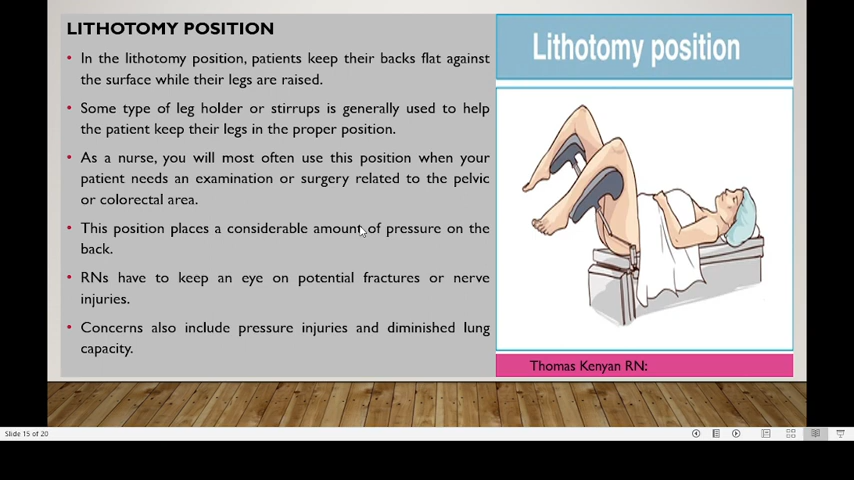 LITHOTOMY POSITION
• In the lithotomy position, patients keep their backs flat against
the surface while their legs are raised.
• Some type of leg holder or stirrups is generally used to help
the patient keep their legs in the proper position.
• As a nurse, you will most often use this position when your
patient needs an examination or surgery related to the pelvic
or colorectal area.
• This position places a considerable amount of pressure on the
back.
• RNs have to keep an eye on potential fractures or nerve
injuries.
• Concerns also include pressure injuries and diminished lung
capacity.
Lithotomy position
Thomas Kenyan RN:
Slide 15 of 20